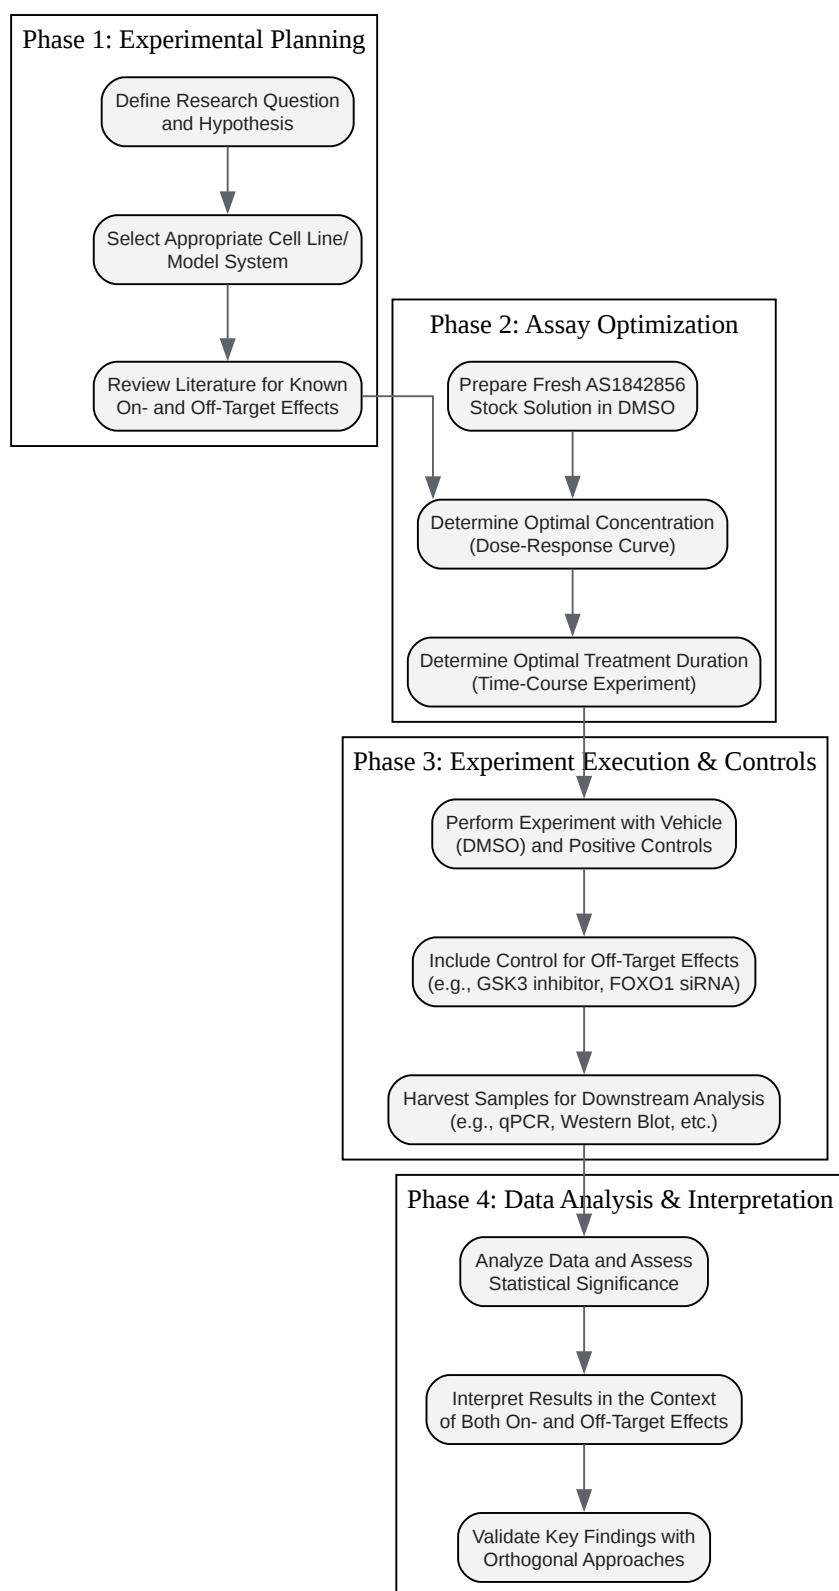 Phase 1: Experimental Planning
Define Research Question
and Hypothesis
Select Appropriate Cell Line/
Model System
Review Literature for Known
On- and Off-Target Effects
Phase 2: Assay Optimization
Prepare Fresh AS1842856
Stock Solution in DMSO
Determine Optimal Concentration
(Dose-Response Curve)
Determine Optimal Treatment Duration
(Time-Course Experiment)
Phase 3: Experiment Execution & Controls
Perform Experiment with Vehicle
(DMSO) and Positive Controls
Include Control for Off-Target Effects
(e.g., GSK3 inhibitor, FOXO1 siRNA)
Harvest Samples for Downstream Analysis
(e.g., qPCR, Western Blot, etc.)
Phase 4: Data Analysis & Interpretation
Analyze Data and Assess
Statistical Significance
Interpret Results in the Context
of Both On- and Off-Target Effects
Validate Key Findings with
Orthogonal Approaches